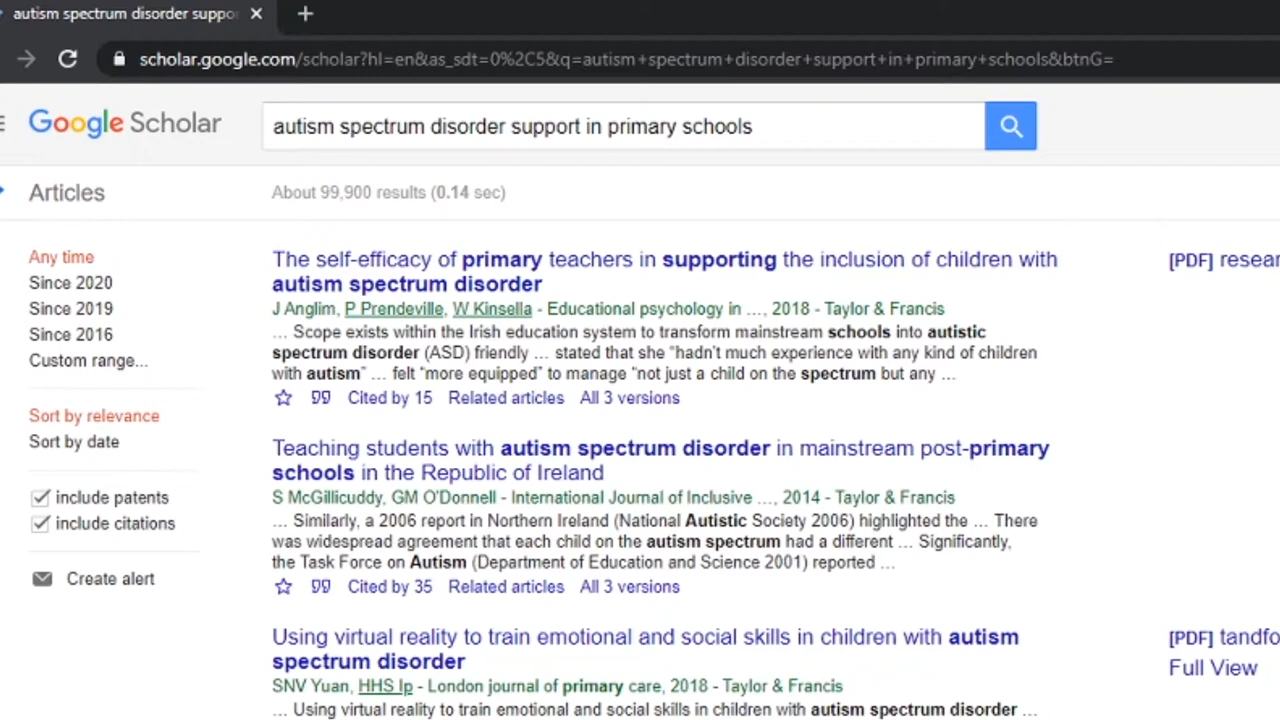 autism spectrum disorder suppo
scholar.google.com/scholar?hl=en&as_sdt=0%2C5&q=autism+spectrum+disorder+support+in+primary+schools&btnG=
Google Scholar
autism spectrum disorder support in primary schools
Articles
About 99,900 results (0.14 sec)
Any time
Since 2020
Since 2019
Since 2016
Custom range...
Sort by relevance
Sort by date
include patents
include citations
Create alert
The self-efficacy of primary teachers in supporting the inclusion of children with
autism spectrum disorder
J Anglim, P Prendeville, W Kinsella - Educational psychology in …, 2018 - Taylor & Francis
… Scope exists within the Irish education system to transform mainstream schools into autistic
spectrum disorder (ASD) friendly … stated that she “hadn't much experience with any kind of children
with autism” … felt “more equipped” to manage “not just a child on the spectrum but any …
Cited by 15 Related articles All 3 versions
[PDF] resear
Teaching students with autism spectrum disorder in mainstream post-primary
schools in the Republic of Ireland
S McGillicuddy, GM O'Donnell - International Journal of Inclusive …, 2014 - Taylor & Francis
… Similarly, a 2006 report in Northern Ireland (National Autistic Society 2006) highlighted the … There
was widespread agreement that each child on the autism spectrum had a different … Significantly,
the Task Force on Autism (Department of Education and Science 2001) reported …
Cited by 35 Related articles All 3 versions
Using virtual reality to train emotional and social skills in children with autism
spectrum disorder
SNV Yuan, HHS Ip - London journal of primary care, 2018 - Taylor & Francis
… Using virtual reality to train emotional and social skills in children with autism spectrum disorder …
[PDF] tandfo
Full View